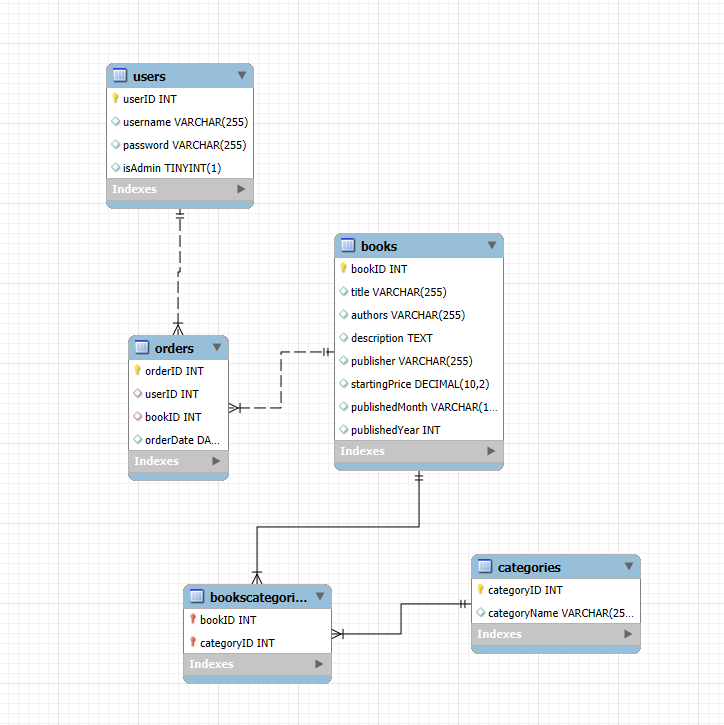 users
userID INT
username VARCHAR(255)
password VARCHAR(255)
isAdmin TINYINT(1)
Indexes
books
bookID INT
title VARCHAR(255)
authors VARCHAR(255)
description TEXT
publisher VARCHAR(255)
startingPrice DECIMAL(10,2)
publishedMonth VARCHAR(1...
publishedYear INT
Indexes
orders
orderID INT
userID INT
bookID INT
orderDate DA...
Indexes
bookscategori...
bookID INT
categoryID INT
Indexes
categories
categoryID INT
categoryName VARCHAR(25...
Indexes